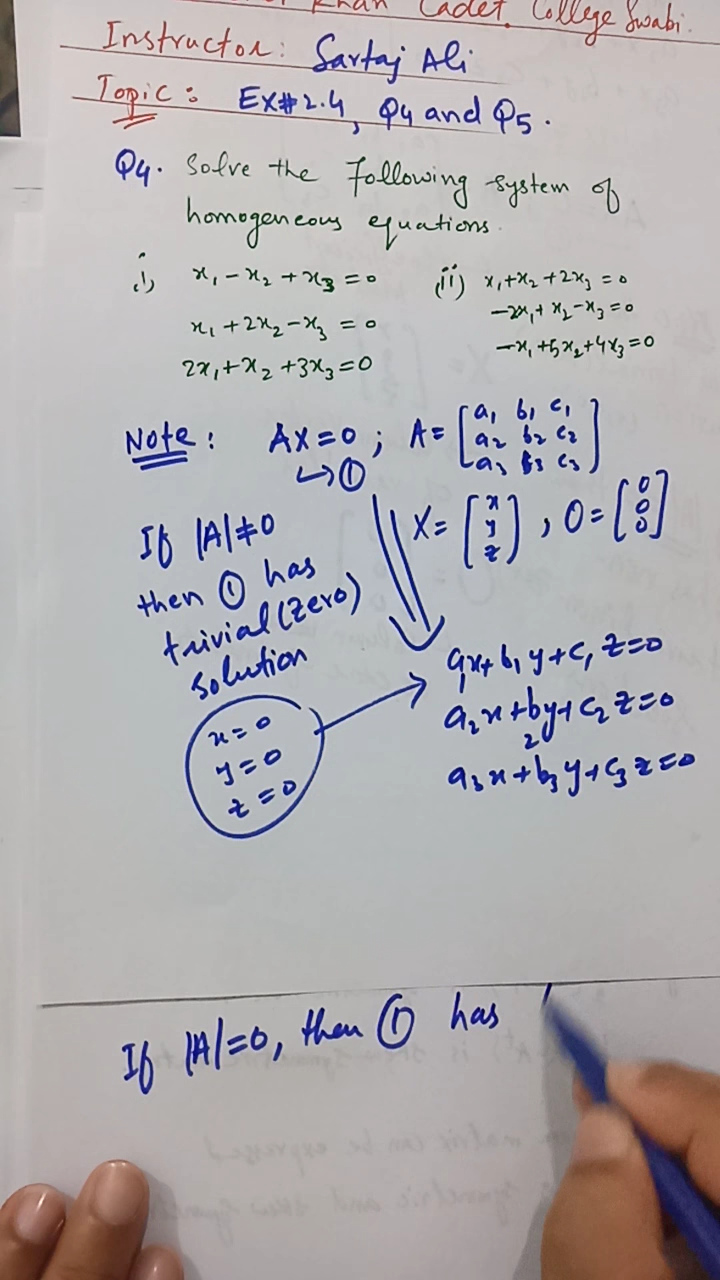 Khan Cadet College Swabi.
Instructor: Sartaj Ali
Topic: Ex#2.4, Q4 and Q5.
Q4. Solve the following system of
homogeneous equations.
i) x₁-x₂+x₃=0
x₁+2x₂-x₃=0
2x₁+x₂+3x₃=0
(ii) x₁+x₂+2x₃=0
-2x₁+x₂-x₃=0
-x₁+5x₂+4x₃=0
Note: AX=0; A=[a₁ b₁ c₁
a₂ b₂ c₂
a₃ b₃ c₃]
↳①
X=[x
y
z], O=[0
0
0]
If |A|≠0
then ① has
trivial(zero)
solution
x=0
y=0
z=0
a₁x+b₁y+c₁z=0
a₂x+b₂y+c₂z=0
a₃x+b₃y+c₃z=0
If |A|=0, then ① has